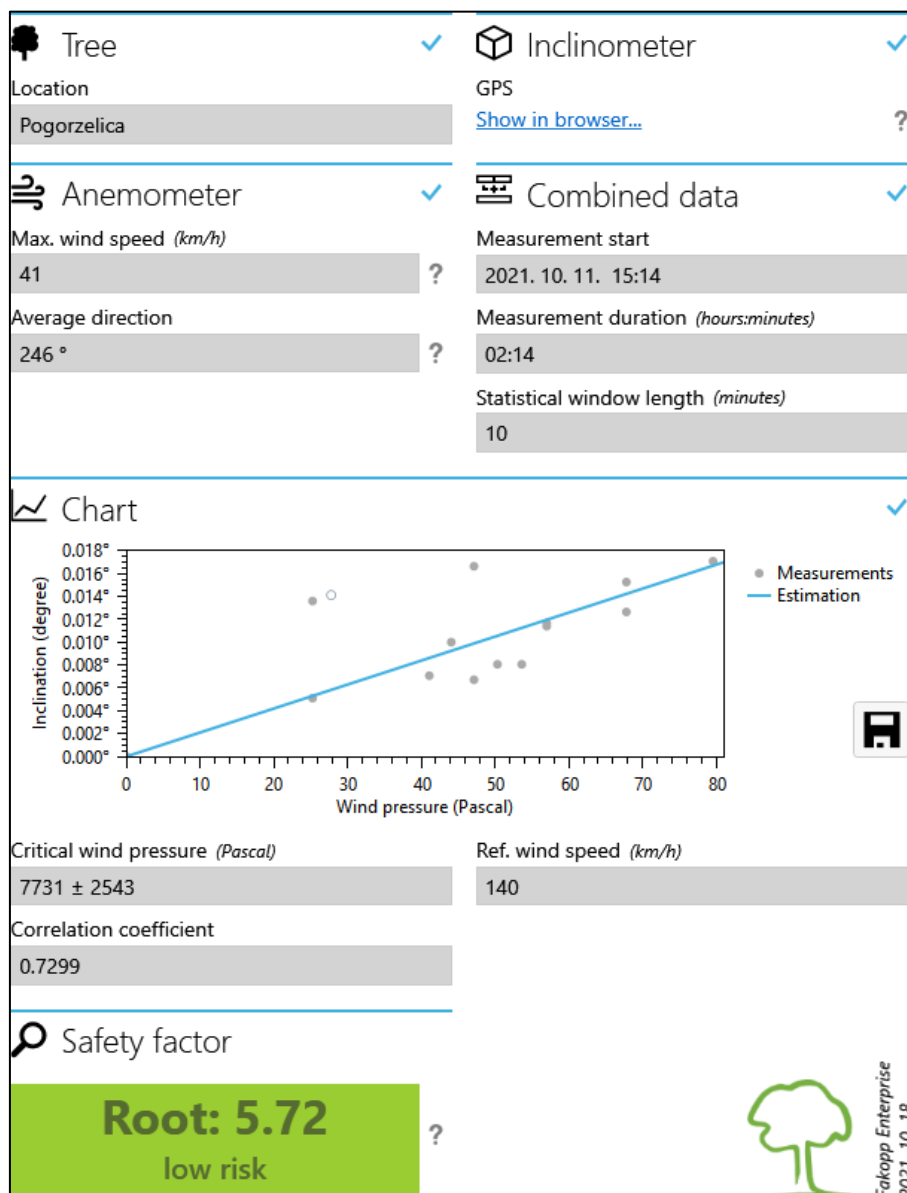 Tree
Location
Pogorzelica
Inclinometer
GPS
Show in browser...
?
Anemometer
Max. wind speed (km/h)
41
?
Average direction
246 °
?
Combined data
Measurement start
2021. 10. 11. 15:14
Measurement duration (hours:minutes)
02:14
Statistical window length (minutes)
10
Chart
0.018°
0.016°
0.014°
0.012°
0.010°
0.008°
0.006°
0.004°
0.002°
0.000°
Inclination (degree)
0 10 20 30 40 50 60 70 80
Wind pressure (Pascal)
Measurements
Estimation
Critical wind pressure (Pascal)
7731 ± 2543
Ref. wind speed (km/h)
140
Correlation coefficient
0.7299
Safety factor
Root: 5.72
low risk
?
Fakopp Enterprise
2021. 10. 18.